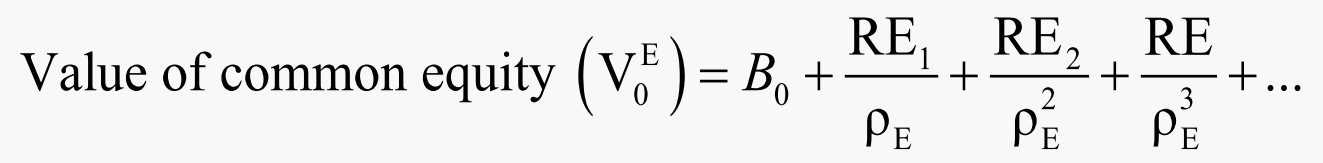 Value of common equity (V₀ᴱ) = B₀ + RE₁/ρ_E + RE₂/ρ_E² + RE/ρ_E³ + ...